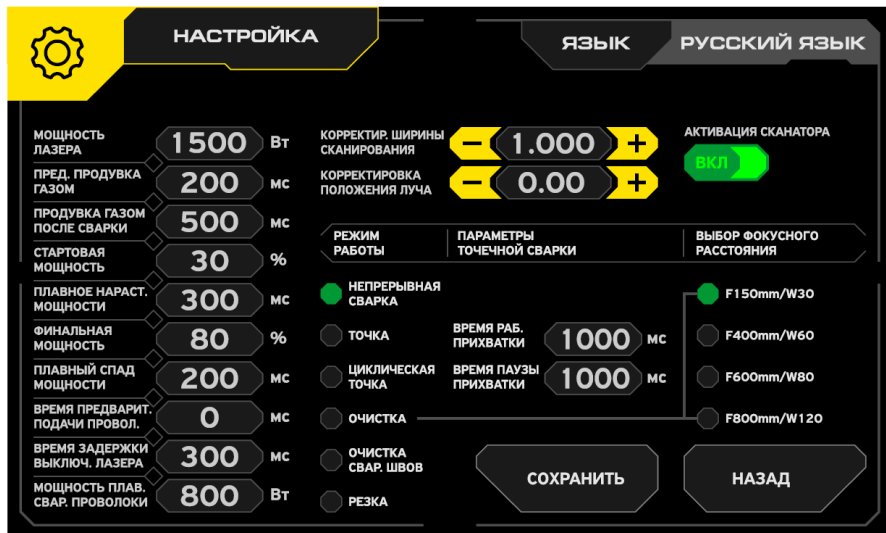 НАСТРОЙКА
ЯЗЫК
РУССКИЙ ЯЗЫК
МОЩНОСТЬ
ЛАЗЕРА
1500 Вт
ПРЕД. ПРОДУВКА
ГАЗОМ
200 мс
ПРОДУВКА ГАЗОМ
ПОСЛЕ СВАРКИ
500 мс
СТАРТОВАЯ
МОЩНОСТЬ
30 %
ПЛАВНОЕ НАРАСТ.
МОЩНОСТИ
300 мс
ФИНАЛЬНАЯ
МОЩНОСТЬ
80 %
ПЛАВНЫЙ СПАД
МОЩНОСТИ
200 мс
ВРЕМЯ ПРЕДВАРИТ.
ПОДАЧИ ПРОВОЛ.
0 мс
ВРЕМЯ ЗАДЕРЖКИ
ВЫКЛЮЧ. ЛАЗЕРА
300 мс
МОЩНОСТЬ ПЛАВ.
СВАР. ПРОВОЛОКИ
800 Вт
КОРРЕКТИР. ШИРИНЫ
СКАНИРОВАНИЯ
− 1.000 +
КОРРЕКТИРОВКА
ПОЛОЖЕНИЯ ЛУЧА
− 0.00 +
АКТИВАЦИЯ СКАНАТОРА
ВКЛ
РЕЖИМ
РАБОТЫ
ПАРАМЕТРЫ
ТОЧЕЧНОЙ СВАРКИ
ВЫБОР ФОКУСНОГО
РАССТОЯНИЯ
НЕПРЕРЫВНАЯ
СВАРКА
ТОЧКА
ЦИКЛИЧЕСКАЯ
ТОЧКА
ОЧИСТКА
ОЧИСТКА
СВАР. ШВОВ
РЕЗКА
ВРЕМЯ РАБ.
ПРИХВАТКИ
1000 мс
ВРЕМЯ ПАУЗЫ
ПРИХВАТКИ
1000 мс
F150mm/W30
F400mm/W60
F600mm/W80
F800mm/W120
СОХРАНИТЬ
НАЗАД